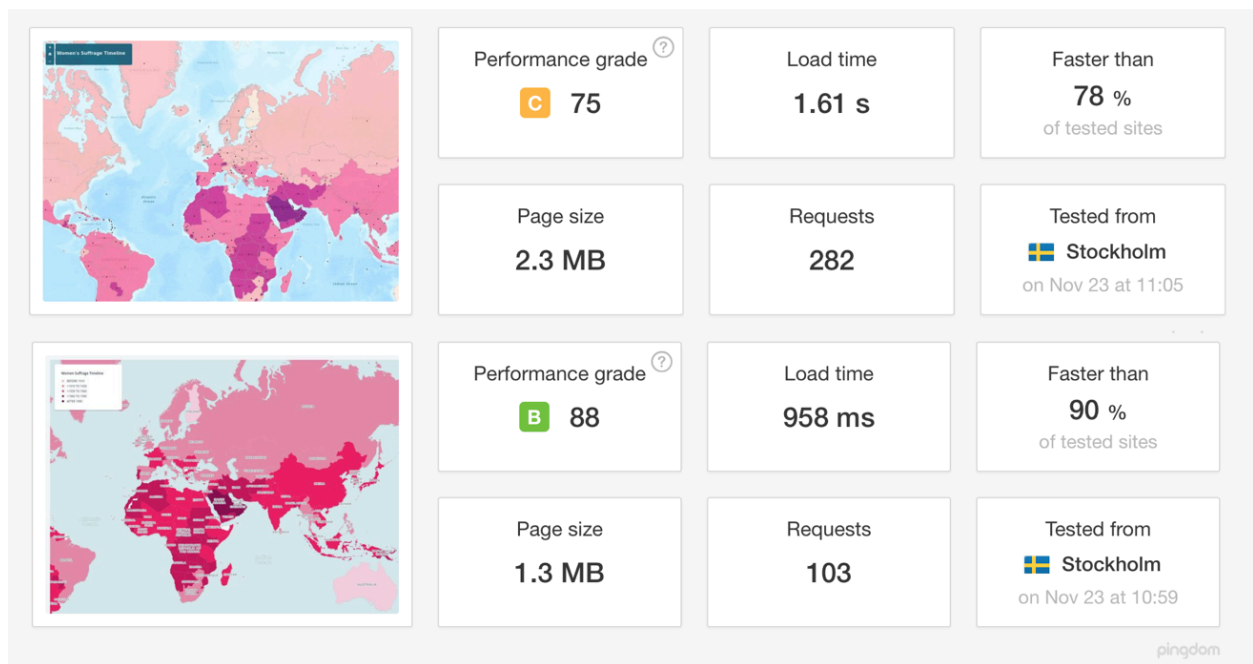 Women's Suffrage Timeline
Performance grade ?
C 75
Load time
1.61 s
Faster than
78 %
of tested sites
Page size
2.3 MB
Requests
282
Tested from
Stockholm
on Nov 23 at 11:05
Women Suffrage Timeline
Performance grade ?
B 88
Load time
958 ms
Faster than
90 %
of tested sites
Page size
1.3 MB
Requests
103
Tested from
Stockholm
on Nov 23 at 10:59
pingdom